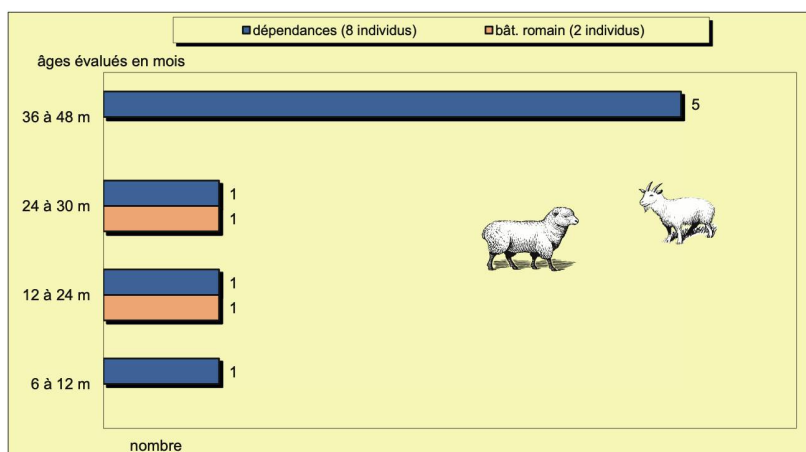 dépendances (8 individus) bât. romain (2 individus)
âges évalués en mois
36 à 48 m 5
24 à 30 m 1
1
12 à 24 m 1
1
6 à 12 m 1
nombre